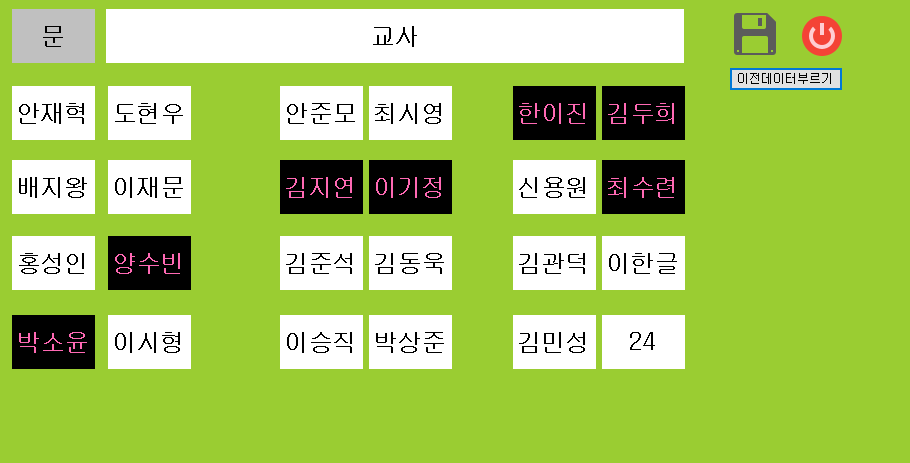 문 교사
이전데이터부르기
안재혁 도현우 안준모 최시영 한이진 김두희
배지왕 이재문 김지연 이기정 신용원 최수련
홍성인 양수빈 김준석 김동욱 김관덕 이한글
박소윤 이시형 이승직 박상준 김민성 24